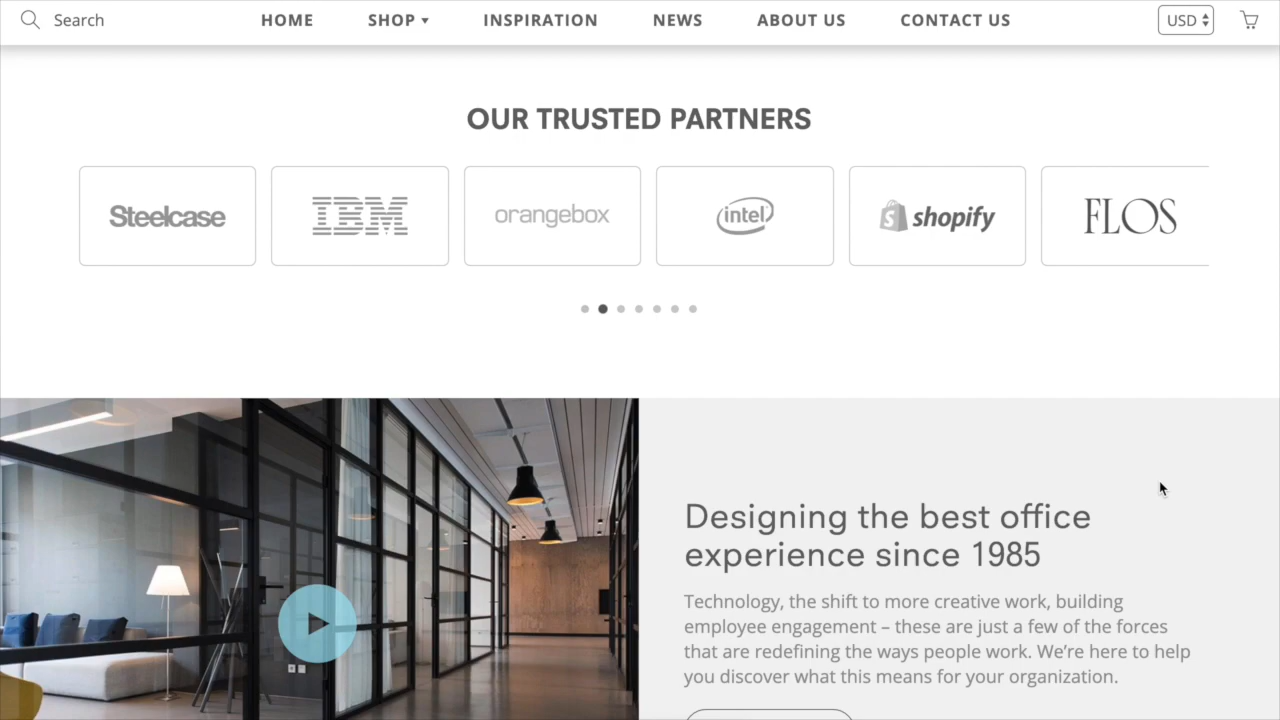 Search HOME SHOP ▾ INSPIRATION NEWS ABOUT US CONTACT US USD
OUR TRUSTED PARTNERS
Steelcase IBM orangebox intel shopify FLOS
Designing the best office
experience since 1985
Technology, the shift to more creative work, building
employee engagement – these are just a few of the forces
that are redefining the ways people work. We’re here to help
you discover what this means for your organization.